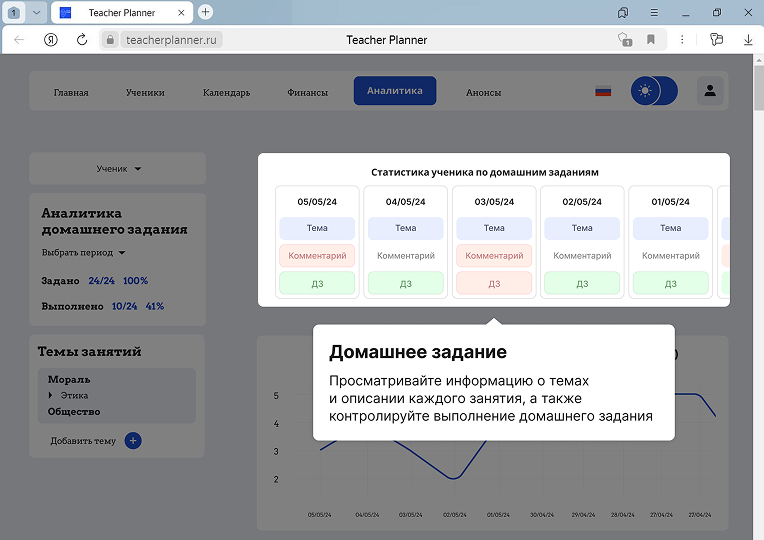 1
Teacher Planner
teacherplanner.ru
Teacher Planner
1
Главная
Ученики
Календарь
Финансы
Аналитика
Анонсы
Ученик
Аналитика
домашнего задания
Выбрать период
Задано 24/24 100%
Выполнено 10/24 41%
Темы занятий
Мораль
Этика
Общество
Добавить тему
Статистика ученика по домашним заданиям
05/05/24 04/05/24 03/05/24 02/05/24 01/05/24
Тема Тема Тема Тема Тема
Комментарий Комментарий Комментарий Комментарий Комментарий
ДЗ ДЗ ДЗ ДЗ ДЗ
Домашнее задание
Просматривайте информацию о темах
и описании каждого занятия, а также
контролируйте выполнение домашнего задания
5
4
3
2
05/05/24 04/05/24 03/05/24 02/05/24 01/05/24 30/04/24 29/04/24 28/04/24 27/04/24 27/04/24